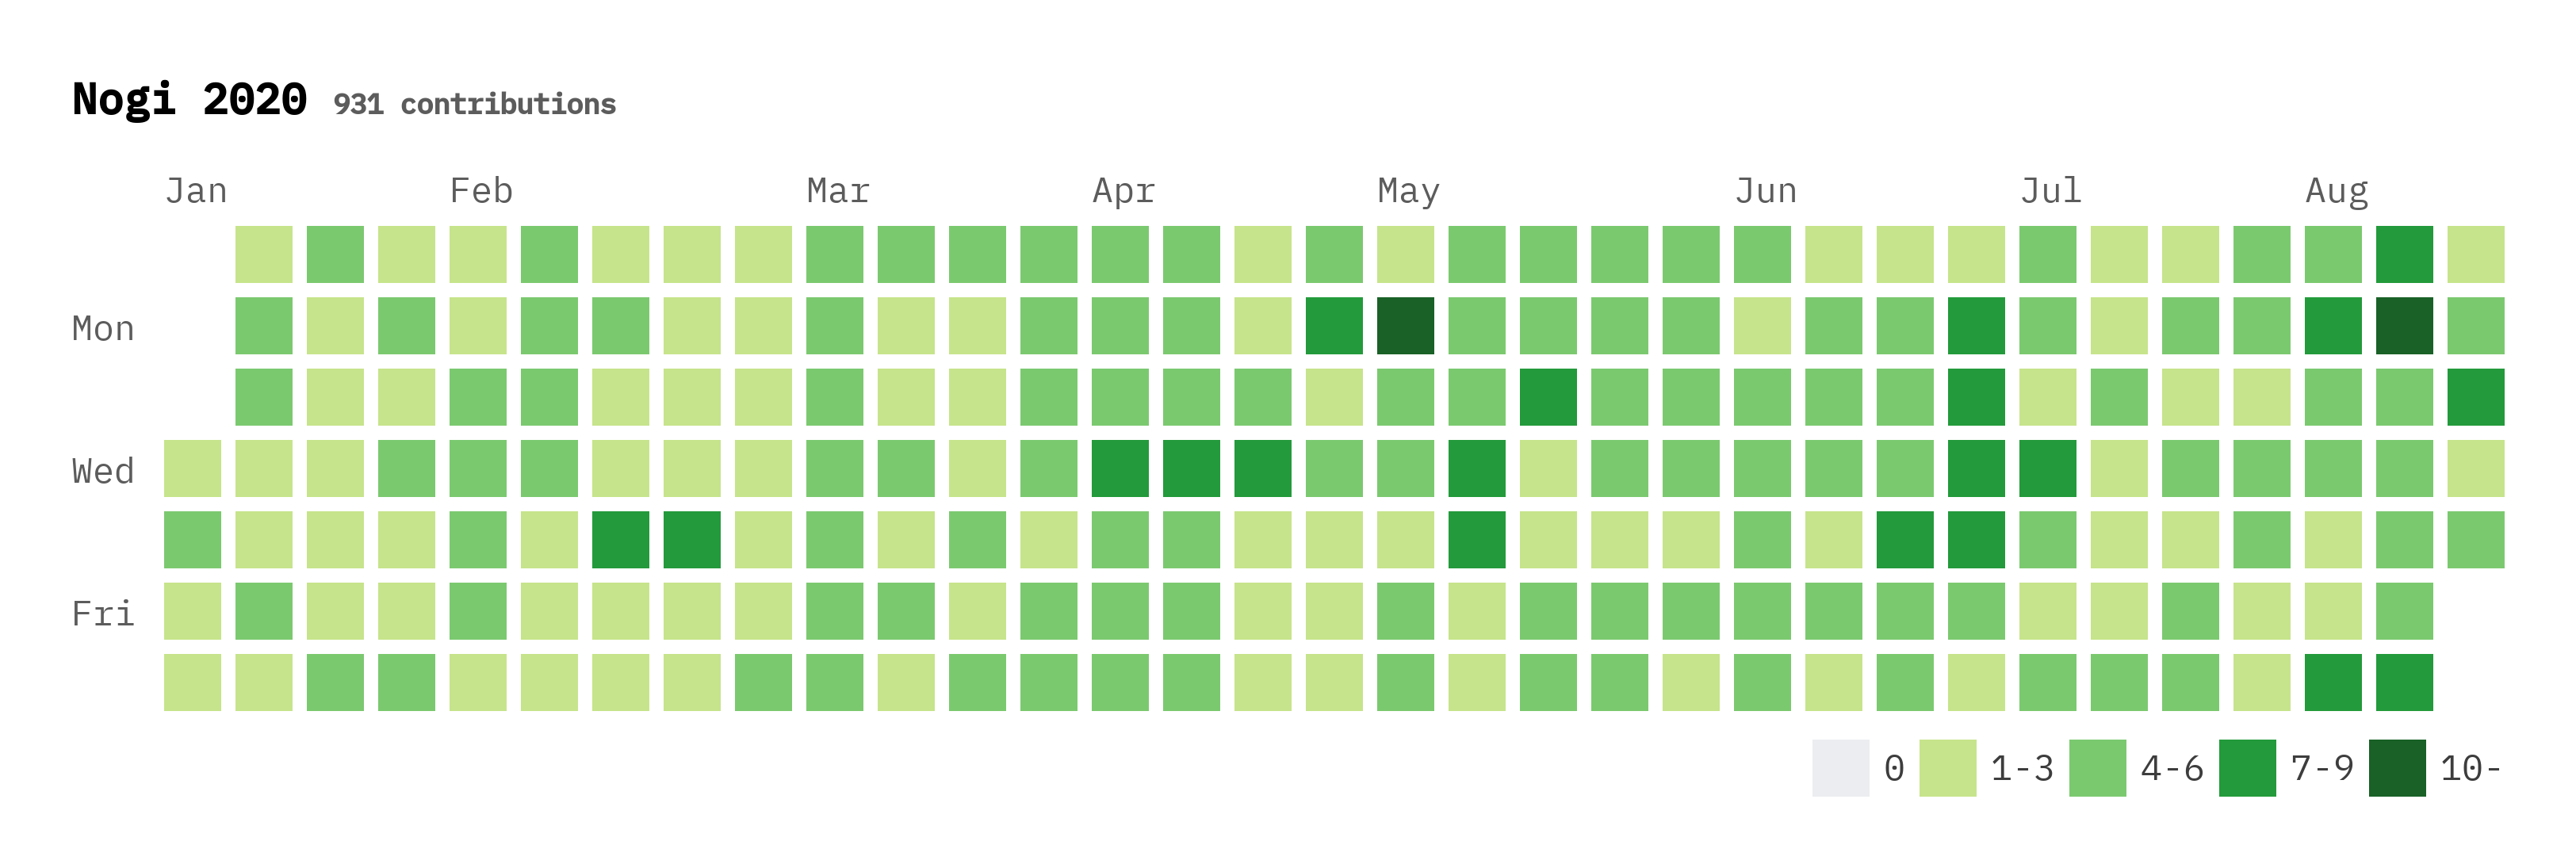 Nogi 2020 931 contributions
Jan Feb Mar Apr May Jun Jul Aug
Mon
Wed
Fri
0 1-3 4-6 7-9 10-